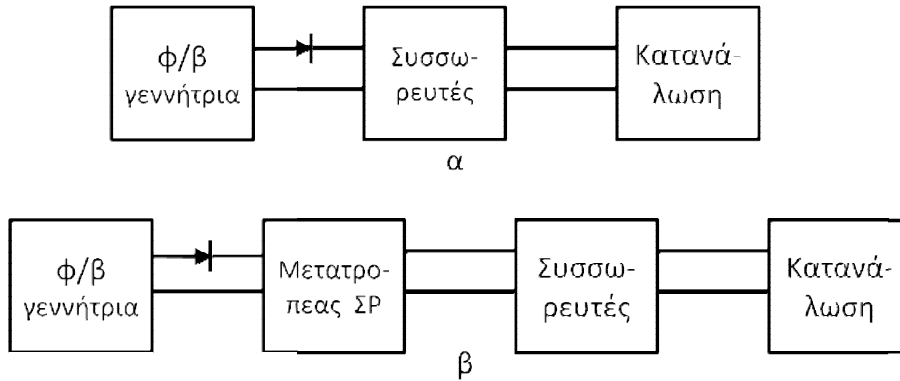 φ/β
γεννήτρια
Συσσω-
ρευτές
Κατανά-
λωση
α
φ/β
γεννήτρια
Μετατρο-
πεας ΣΡ
Συσσω-
ρευτές
Κατανά-
λωση
β